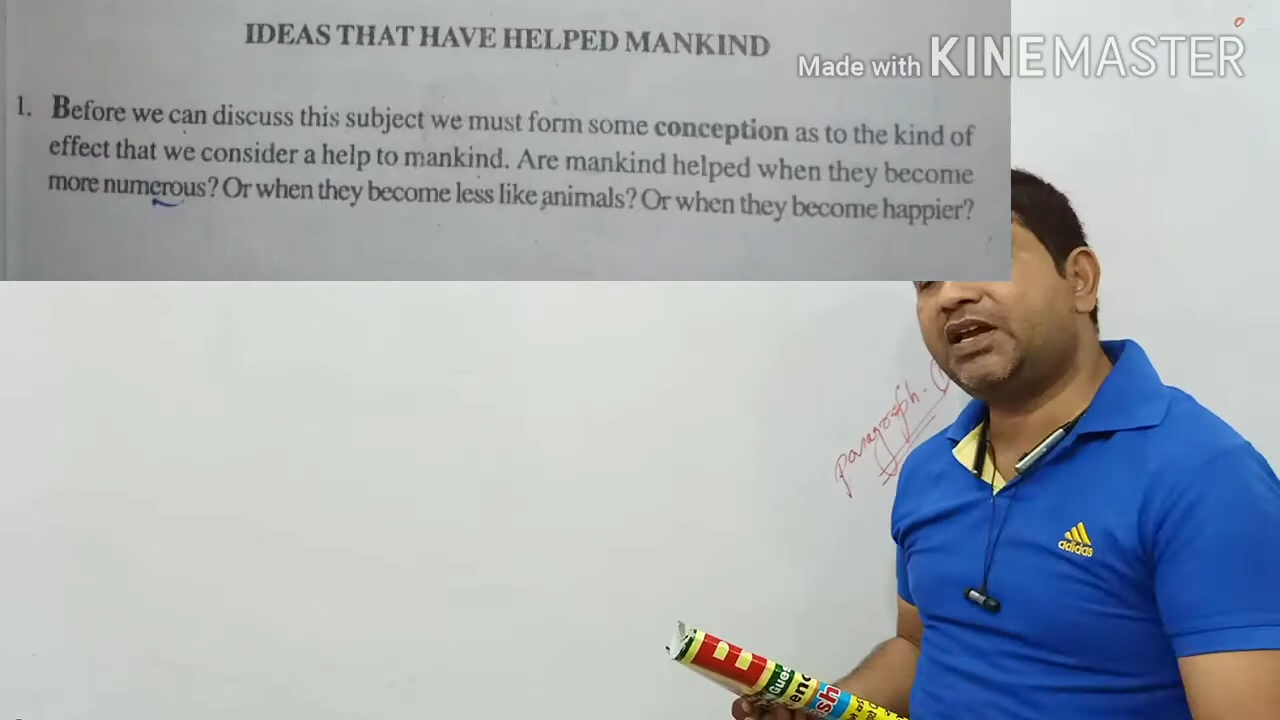 IDEAS THAT HAVE HELPED MANKIND
Made with KINEMASTER
1. Before we can discuss this subject we must form some conception as to the kind of
effect that we consider a help to mankind. Are mankind helped when they become
more numerous? Or when they become less like animals? Or when they become happier?
paragraph-
adidas
E
Gues